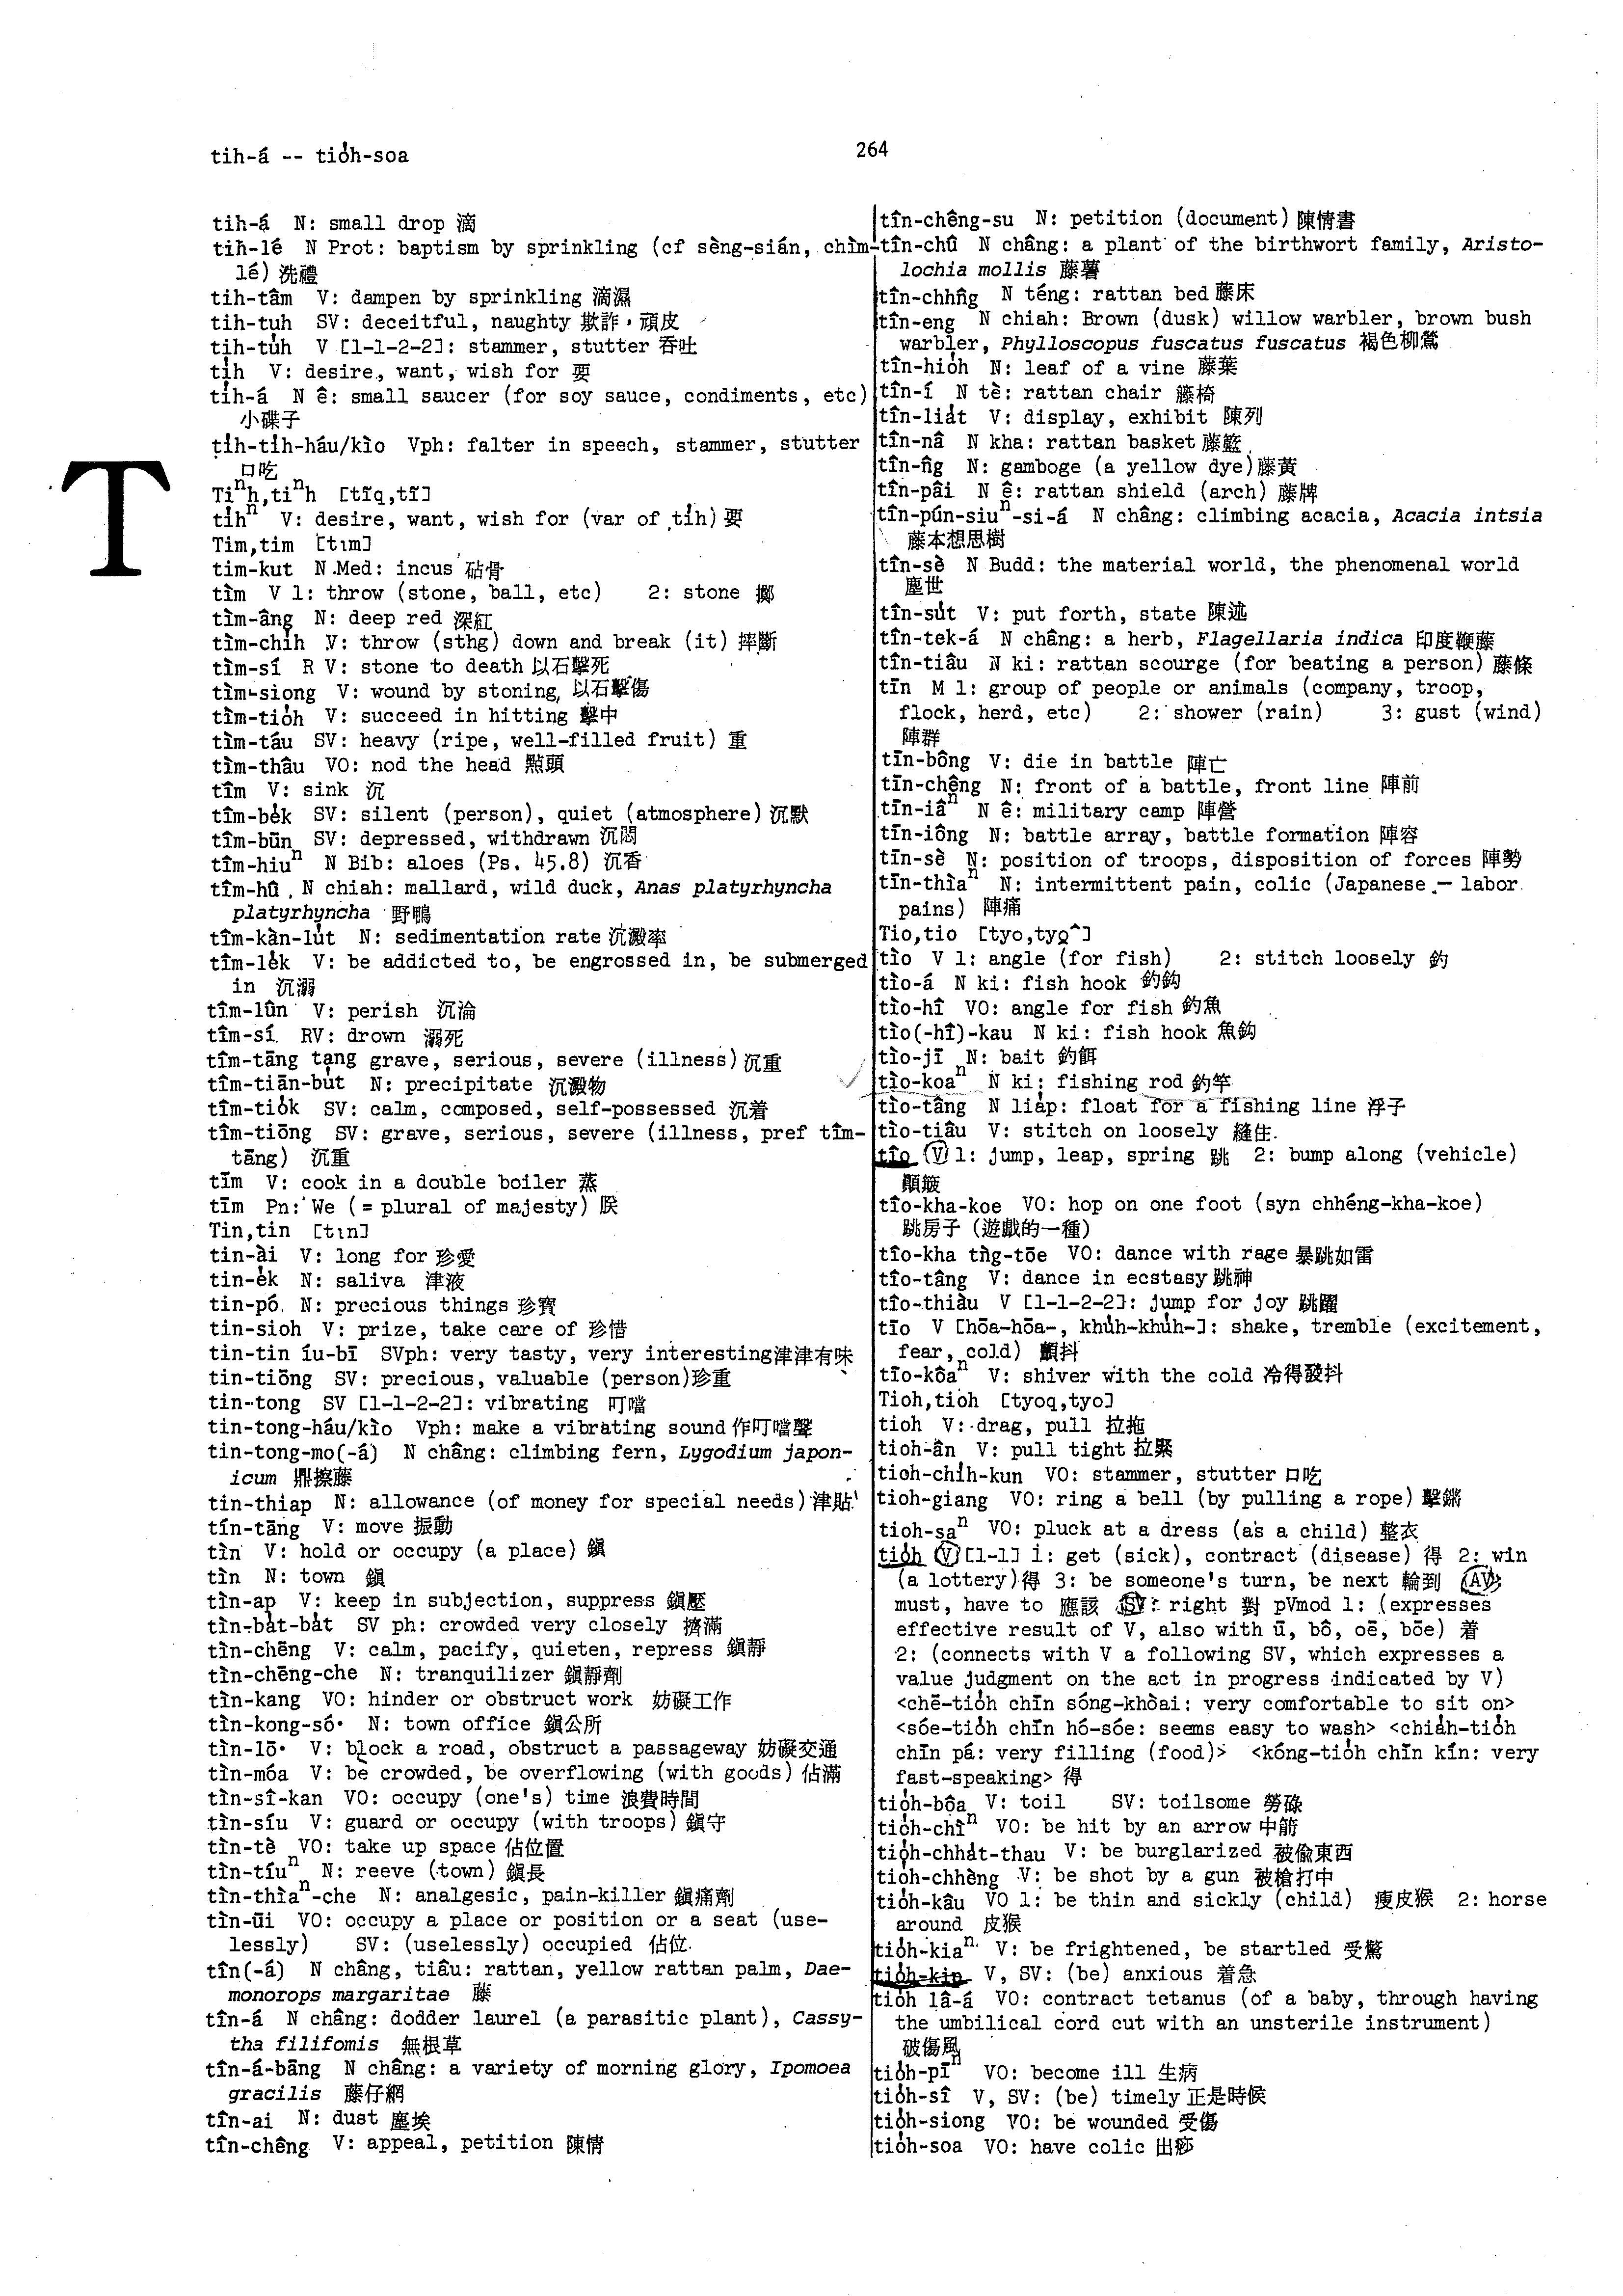 tih-á -- tio̍h-soa
264
tih-á N: small drop 滴
tih-lé N Prot: baptism by sprinkling (cf sèng-sián, chìm-
lé) 洗禮
tih-tâm V: dampen by sprinkling 滴濕
tih-tuh SV: deceitful, naughty 欺詐，頑皮
tih-tu̍h V [1-1-2-2]: stammer, stutter 吞吐
ti̍h V: desire, want, wish for 要
ti̍h-á N ê: small saucer (for soy sauce, condiments, etc)
小碟子
ti̍h-ti̍h-háu/kìo Vph: falter in speech, stammer, stutter
口吃
T
Tiⁿh,tiⁿh [tĩq,tĩ]
ti̍hⁿ V: desire, want, wish for (var of ti̍h) 要
Tim,tim [tɩm]
tim-kut N Med: incus 砧骨
tìm V 1: throw (stone, ball, etc) 2: stone 擲
tìm-âng N: deep red 深紅
tìm-chi̍h V: throw (sthg) down and break (it) 摔斷
tìm-sí R V: stone to death 以石擊死
tìm-siong V: wound by stoning, 以石擊傷
tìm-tio̍h V: succeed in hitting 擊中
tìm-táu SV: heavy (ripe, well-filled fruit) 重
tìm-thâu VO: nod the head 點頭
tîm V: sink 沉
tîm-be̍k SV: silent (person), quiet (atmosphere) 沉默
tîm-būn SV: depressed, withdrawn 沉悶
tîm-hiuⁿ N Bib: aloes (Ps. 45.8) 沉香
tîm-hû N chiah: mallard, wild duck, Anas platyrhyncha
platyrhyncha 野鴨
tîm-kàn-lu̍t N: sedimentation rate 沉澱率
tîm-le̍k V: be addicted to, be engrossed in, be submerged
in 沉溺
tîm-lûn V: perish 沉淪
tîm-sí RV: drown 溺死
tîm-tāng tang grave, serious, severe (illness) 沉重
tîm-tiān-bu̍t N: precipitate 沉澱物
tîm-tio̍k SV: calm, composed, self-possessed 沉着
tîm-tiōng SV: grave, serious, severe (illness, pref tîm-
tāng) 沉重
tīm V: cook in a double boiler 蒸
tīm Pn: We (= plural of majesty) 朕
Tin,tin [tɩn]
tin-ài V: long for 珍愛
tin-e̍k N: saliva 津液
tin-pó N: precious things 珍寶
tin-sioh V: prize, take care of 珍惜
tin-tin íu-bī SVph: very tasty, very interesting津津有味
tin-tiōng SV: precious, valuable (person)珍重
tin-tong SV [1-1-2-2]: vibrating 叮噹
tin-tong-háu/kìo Vph: make a vibrating sound 作叮噹聲
tin-tong-mo(-á) N châng: climbing fern, Lygodium japon-
icum 鼎擦藤
tin-thiap N: allowance (of money for special needs) 津貼
tín-tāng V: move 振動
tìn V: hold or occupy (a place) 鎮
tìn N: town 鎮
tìn-ap V: keep in subjection, suppress 鎮壓
tìn-ba̍t-ba̍t SV ph: crowded very closely 擠滿
tìn-chēng V: calm, pacify, quieten, repress 鎮靜
tìn-chēng-che N: tranquilizer 鎮靜劑
tìn-kang VO: hinder or obstruct work 妨礙工作
tìn-kong-só· N: town office 鎮公所
tìn-lō· V: block a road, obstruct a passageway 妨礙交通
tìn-móa V: be crowded, be overflowing (with goods) 佔滿
tìn-sî-kan VO: occupy (one's) time 浪費時間
tìn-síu V: guard or occupy (with troops) 鎮守
tìn-tè VO: take up space 佔位置
tìn-tíuⁿ N: reeve (town) 鎮長
tìn-thìaⁿ-che N: analgesic, pain-killer 鎮痛劑
tìn-ūi VO: occupy a place or position or a seat (use-
lessly) SV: (uselessly) occupied 佔位
tîn(-á) N châng, tiâu: rattan, yellow rattan palm, Dae-
monorops margaritae 藤
tîn-á N châng: dodder laurel (a parasitic plant), Cassy-
tha filifomis 無根草
tîn-á-bāng N châng: a variety of morning glory, Ipomoea
gracilis 藤仔網
tîn-ai N: dust 塵埃
tîn-chêng V: appeal, petition 陳情
tîn-chêng-su N: petition (document) 陳情書
tîn-chû N châng: a plant of the birthwort family, Aristo-
lochia mollis 藤薯
tîn-chhn̂g N téng: rattan bed 藤床
tîn-eng N chiah: Brown (dusk) willow warbler, brown bush
warbler, Phylloscopus fuscatus fuscatus 褐色柳鶯
tîn-hio̍h N: leaf of a vine 藤葉
tîn-í N tè: rattan chair 籐椅
tîn-lia̍t V: display, exhibit 陳列
tîn-nâ N kha: rattan basket 藤籃
tîn-n̂g N: gamboge (a yellow dye)藤黃
tîn-pâi N ê: rattan shield (arch) 藤牌
tîn-pún-siuⁿ-si-á N châng: climbing acacia, Acacia intsia
藤本想思樹
tîn-sè N Budd: the material world, the phenomenal world
塵世
tîn-su̍t V: put forth, state 陳述
tîn-tek-á N châng: a herb, Flagellaria indica 印度鞭藤
tîn-tiâu N ki: rattan scourge (for beating a person) 藤條
tīn M 1: group of people or animals (company, troop,
flock, herd, etc) 2: shower (rain) 3: gust (wind)
陣群
tīn-bông V: die in battle 陣亡
tīn-chêng N: front of a battle, front line 陣前
tīn-iâⁿ N ê: military camp 陣營
tīn-iông N: battle array, battle formation 陣容
tīn-sè N: position of troops, disposition of forces 陣勢
tīn-thìaⁿ N: intermittent pain, colic (Japanese — labor
pains) 陣痛
Tio,tio [tyo,tyo̜^]
tìo V 1: angle (for fish) 2: stitch loosely 釣
tìo-á N ki: fish hook 釣鈎
tìo-hî VO: angle for fish 釣魚
tìo(-hî)-kau N ki: fish hook 魚鈎
tìo-jī N: bait 釣餌
tìo-koaⁿ N ki: fishing rod 釣竿
tìo-tâng N lia̍p: float for a fishing line 浮子
tìo-tiâu V: stitch on loosely 縫住
tîo V 1: jump, leap, spring 跳 2: bump along (vehicle)
顛簸
tîo-kha-koe VO: hop on one foot (syn chhéng-kha-koe)
跳房子（遊戲的一種）
tîo-kha tǹg-tōe VO: dance with rage 暴跳如雷
tîo-tâng V: dance in ecstasy 跳神
tîo-thiàu V [1-1-2-2]: jump for joy 跳躍
tīo V [hōa-hōa-, khu̍h-khu̍h-]: shake, tremble (excitement,
fear, cold) 顫抖
tīo-kôaⁿ V: shiver with the cold 冷得發抖
Tioh,tioh [tyoq,tyo]
tioh V: drag, pull 拉拖
tioh-ân V: pull tight 拉緊
tioh-chi̍h-kun VO: stammer, stutter 口吃
tioh-giang VO: ring a bell (by pulling a rope) 擊鏘
tioh-saⁿ VO: pluck at a dress (as a child) 整衣
tio̍h V [1-1] 1: get (sick), contract (disease) 得 2: win
(a lottery) 得 3: be someone's turn, be next 輪到 AV:
must, have to 應該 SV: right 對 pVmod 1: (expresses
effective result of V, also with ū, bô, oē, bōe) 着
2: (connects with V a following SV, which expresses a
value judgment on the act in progress indicated by V)
<chē-tio̍h chīn sóng-khòai: very comfortable to sit on>
<sóe-tio̍h chīn hó-sóe: seems easy to wash> <chia̍h-tio̍h
chīn pá: very filling (food)> <kóng-tio̍h chīn kín: very
fast-speaking> 得
tio̍h-bôa V: toil SV: toilsome 勞碌
tio̍h-chìⁿ VO: be hit by an arrow 中箭
tio̍h-chha̍t-thau V: be burglarized 被偷東西
tio̍h-chhèng V: be shot by a gun 被槍打中
tio̍h-kâu VO 1: be thin and sickly (child) 瘦皮猴 2: horse
around 皮猴
tio̍h-kiaⁿ V: be frightened, be startled 受驚
tio̍h-kip V, SV: (be) anxious 着急
tio̍h lâ-á VO: contract tetanus (of a baby, through having
the umbilical cord cut with an unsterile instrument)
破傷風
tio̍h-pīⁿ VO: become ill 生病
tio̍h-sî V, SV: (be) timely 正是時候
tio̍h-siong VO: be wounded 受傷
tio̍h-soa VO: have colic 出痧